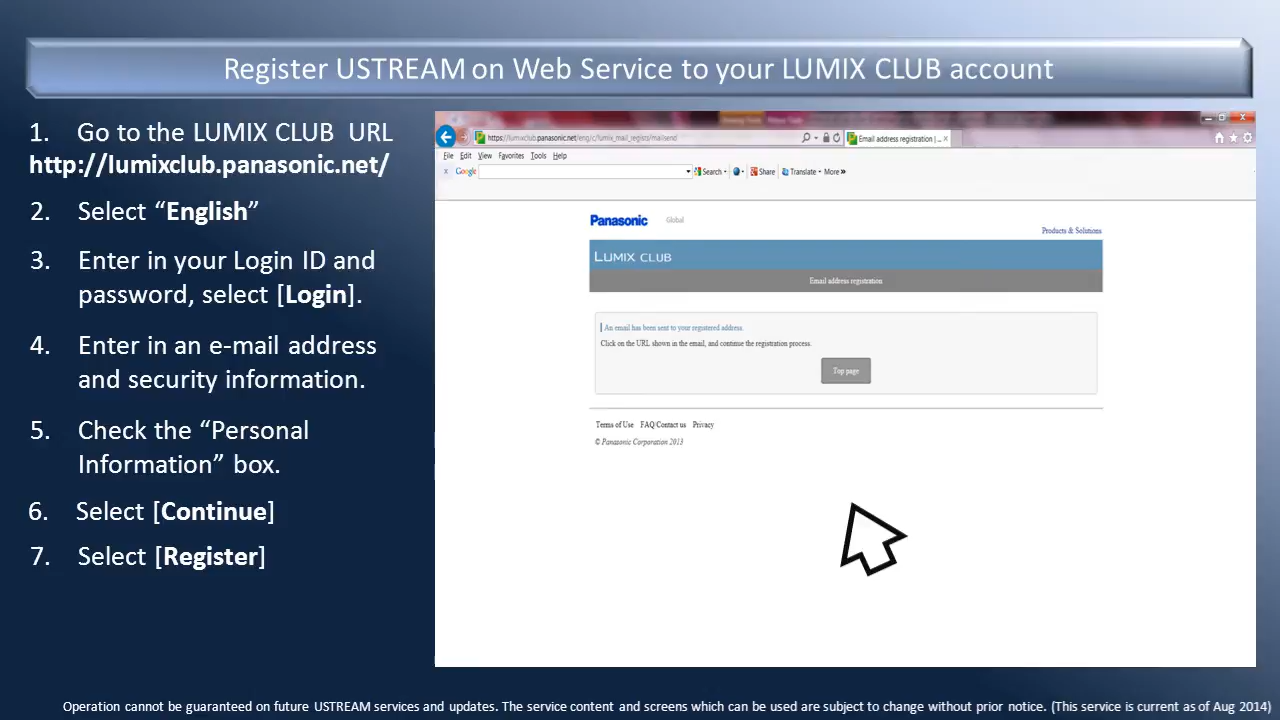 Register USTREAM on Web Service to your LUMIX CLUB account
1. Go to the LUMIX CLUB URL
http://lumixclub.panasonic.net/
2. Select “English”
3. Enter in your Login ID and
password, select [Login].
4. Enter in an e-mail address
and security information.
5. Check the “Personal
Information” box.
6. Select [Continue]
7. Select [Register]
https://lumixclub.panasonic.net/eng/c/lumix_mail_regists/mailsend
Email address registration | ...
File Edit View Favorites Tools Help
x Google Search Share Translate More »
Panasonic Global
Products & Solutions
LUMIX CLUB
Email address registration
An email has been sent to your registered address.
Click on the URL shown in the email, and continue the registration process.
Top page
Terms of Use FAQ/Contact us Privacy
© Panasonic Corporation 2013
Operation cannot be guaranteed on future USTREAM services and updates. The service content and screens which can be used are subject to change without prior notice. (This service is current as of Aug 2014)